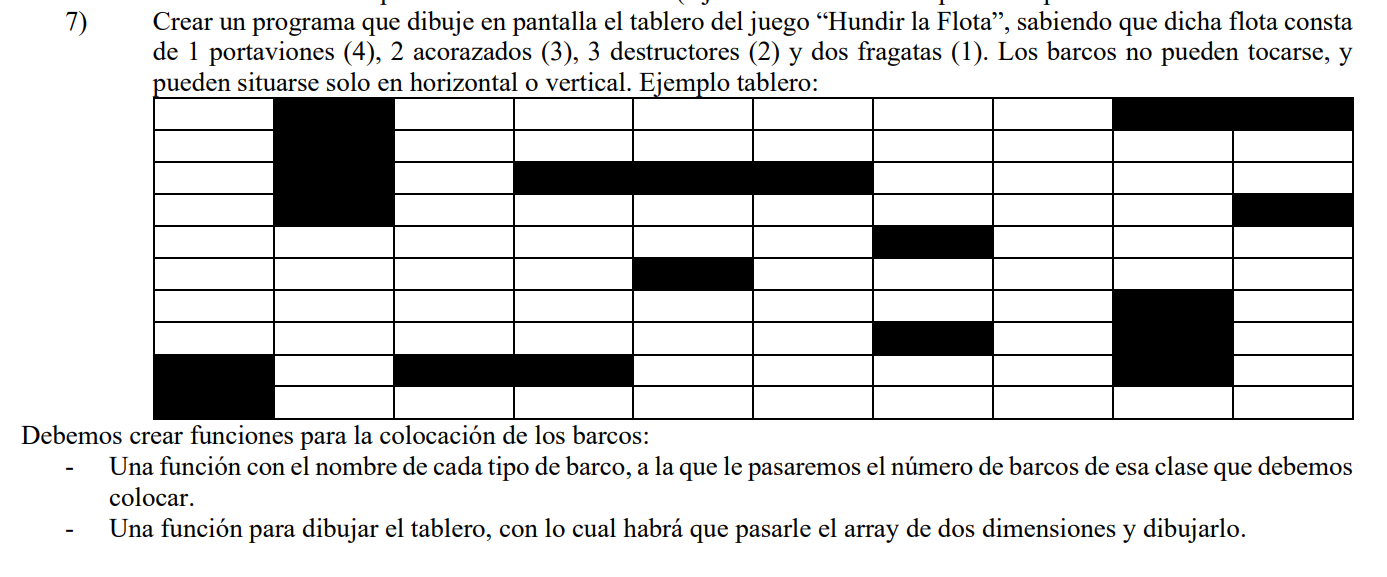 7) Crear un programa que dibuje en pantalla el tablero del juego “Hundir la Flota”, sabiendo que dicha flota consta
de 1 portaviones (4), 2 acorazados (3), 3 destructores (2) y dos fragatas (1). Los barcos no pueden tocarse, y
pueden situarse solo en horizontal o vertical. Ejemplo tablero:
Debemos crear funciones para la colocación de los barcos:
- Una función con el nombre de cada tipo de barco, a la que le pasaremos el número de barcos de esa clase que debemos
colocar.
- Una función para dibujar el tablero, con lo cual habrá que pasarle el array de dos dimensiones y dibujarlo.